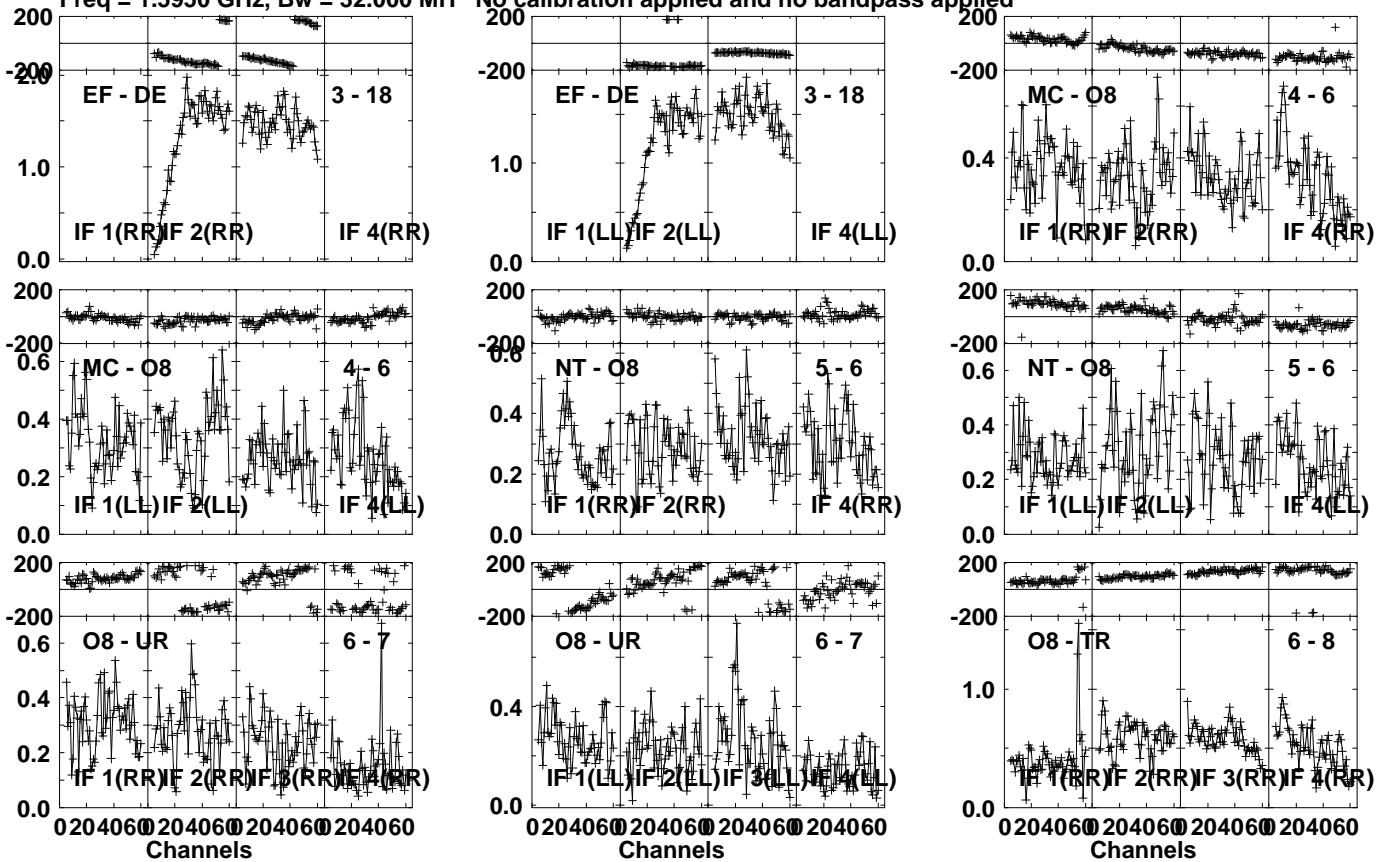 Freq = 1.5950 GHz, Bw = 32.000 MH No calibration applied and no bandpass applied
200
-200
2.0
1.0
0.0
EF - DE
3 - 18
IF 1(RR)
IF 2(RR)
IF 4(RR)
1.0
0.0
EF - DE
3 - 18
IF 1(LL)
IF 2(LL)
IF 4(LL)
200
-200
0.4
0.0
MC - O8
4 - 6
IF 1(RR)
IF 2(RR)
IF 4(RR)
200
-200
0.6
0.4
0.2
0.0
MC - O8
4 - 6
IF 1(LL)
IF 2(LL)
IF 4(LL)
200
-200
0.6
0.4
0.2
0.0
NT - O8
5 - 6
IF 1(RR)
IF 2(RR)
IF 4(RR)
200
-200
0.6
0.4
0.2
0.0
NT - O8
5 - 6
IF 1(LL)
IF 2(LL)
IF 4(LL)
200
-200
0.6
0.4
0.2
0.0
O8 - UR
6 - 7
IF 1(RR)
IF 2(RR)
IF 3(RR)
IF 4(RR)
0 20 40 60 0 20 40 60 0 20 40 60 0 20 40 60
Channels
200
-200
0.4
0.0
O8 - UR
6 - 7
IF 1(LL)
IF 2(LL)
IF 3(LL)
IF 4(LL)
0 20 40 60 0 20 40 60 0 20 40 60 0 20 40 60
Channels
200
-200
1.0
0.0
O8 - TR
6 - 8
IF 1(RR)
IF 2(RR)
IF 3(RR)
IF 4(RR)
0 20 40 60 0 20 40 60 0 20 40 60 0 20 40 60
Channels